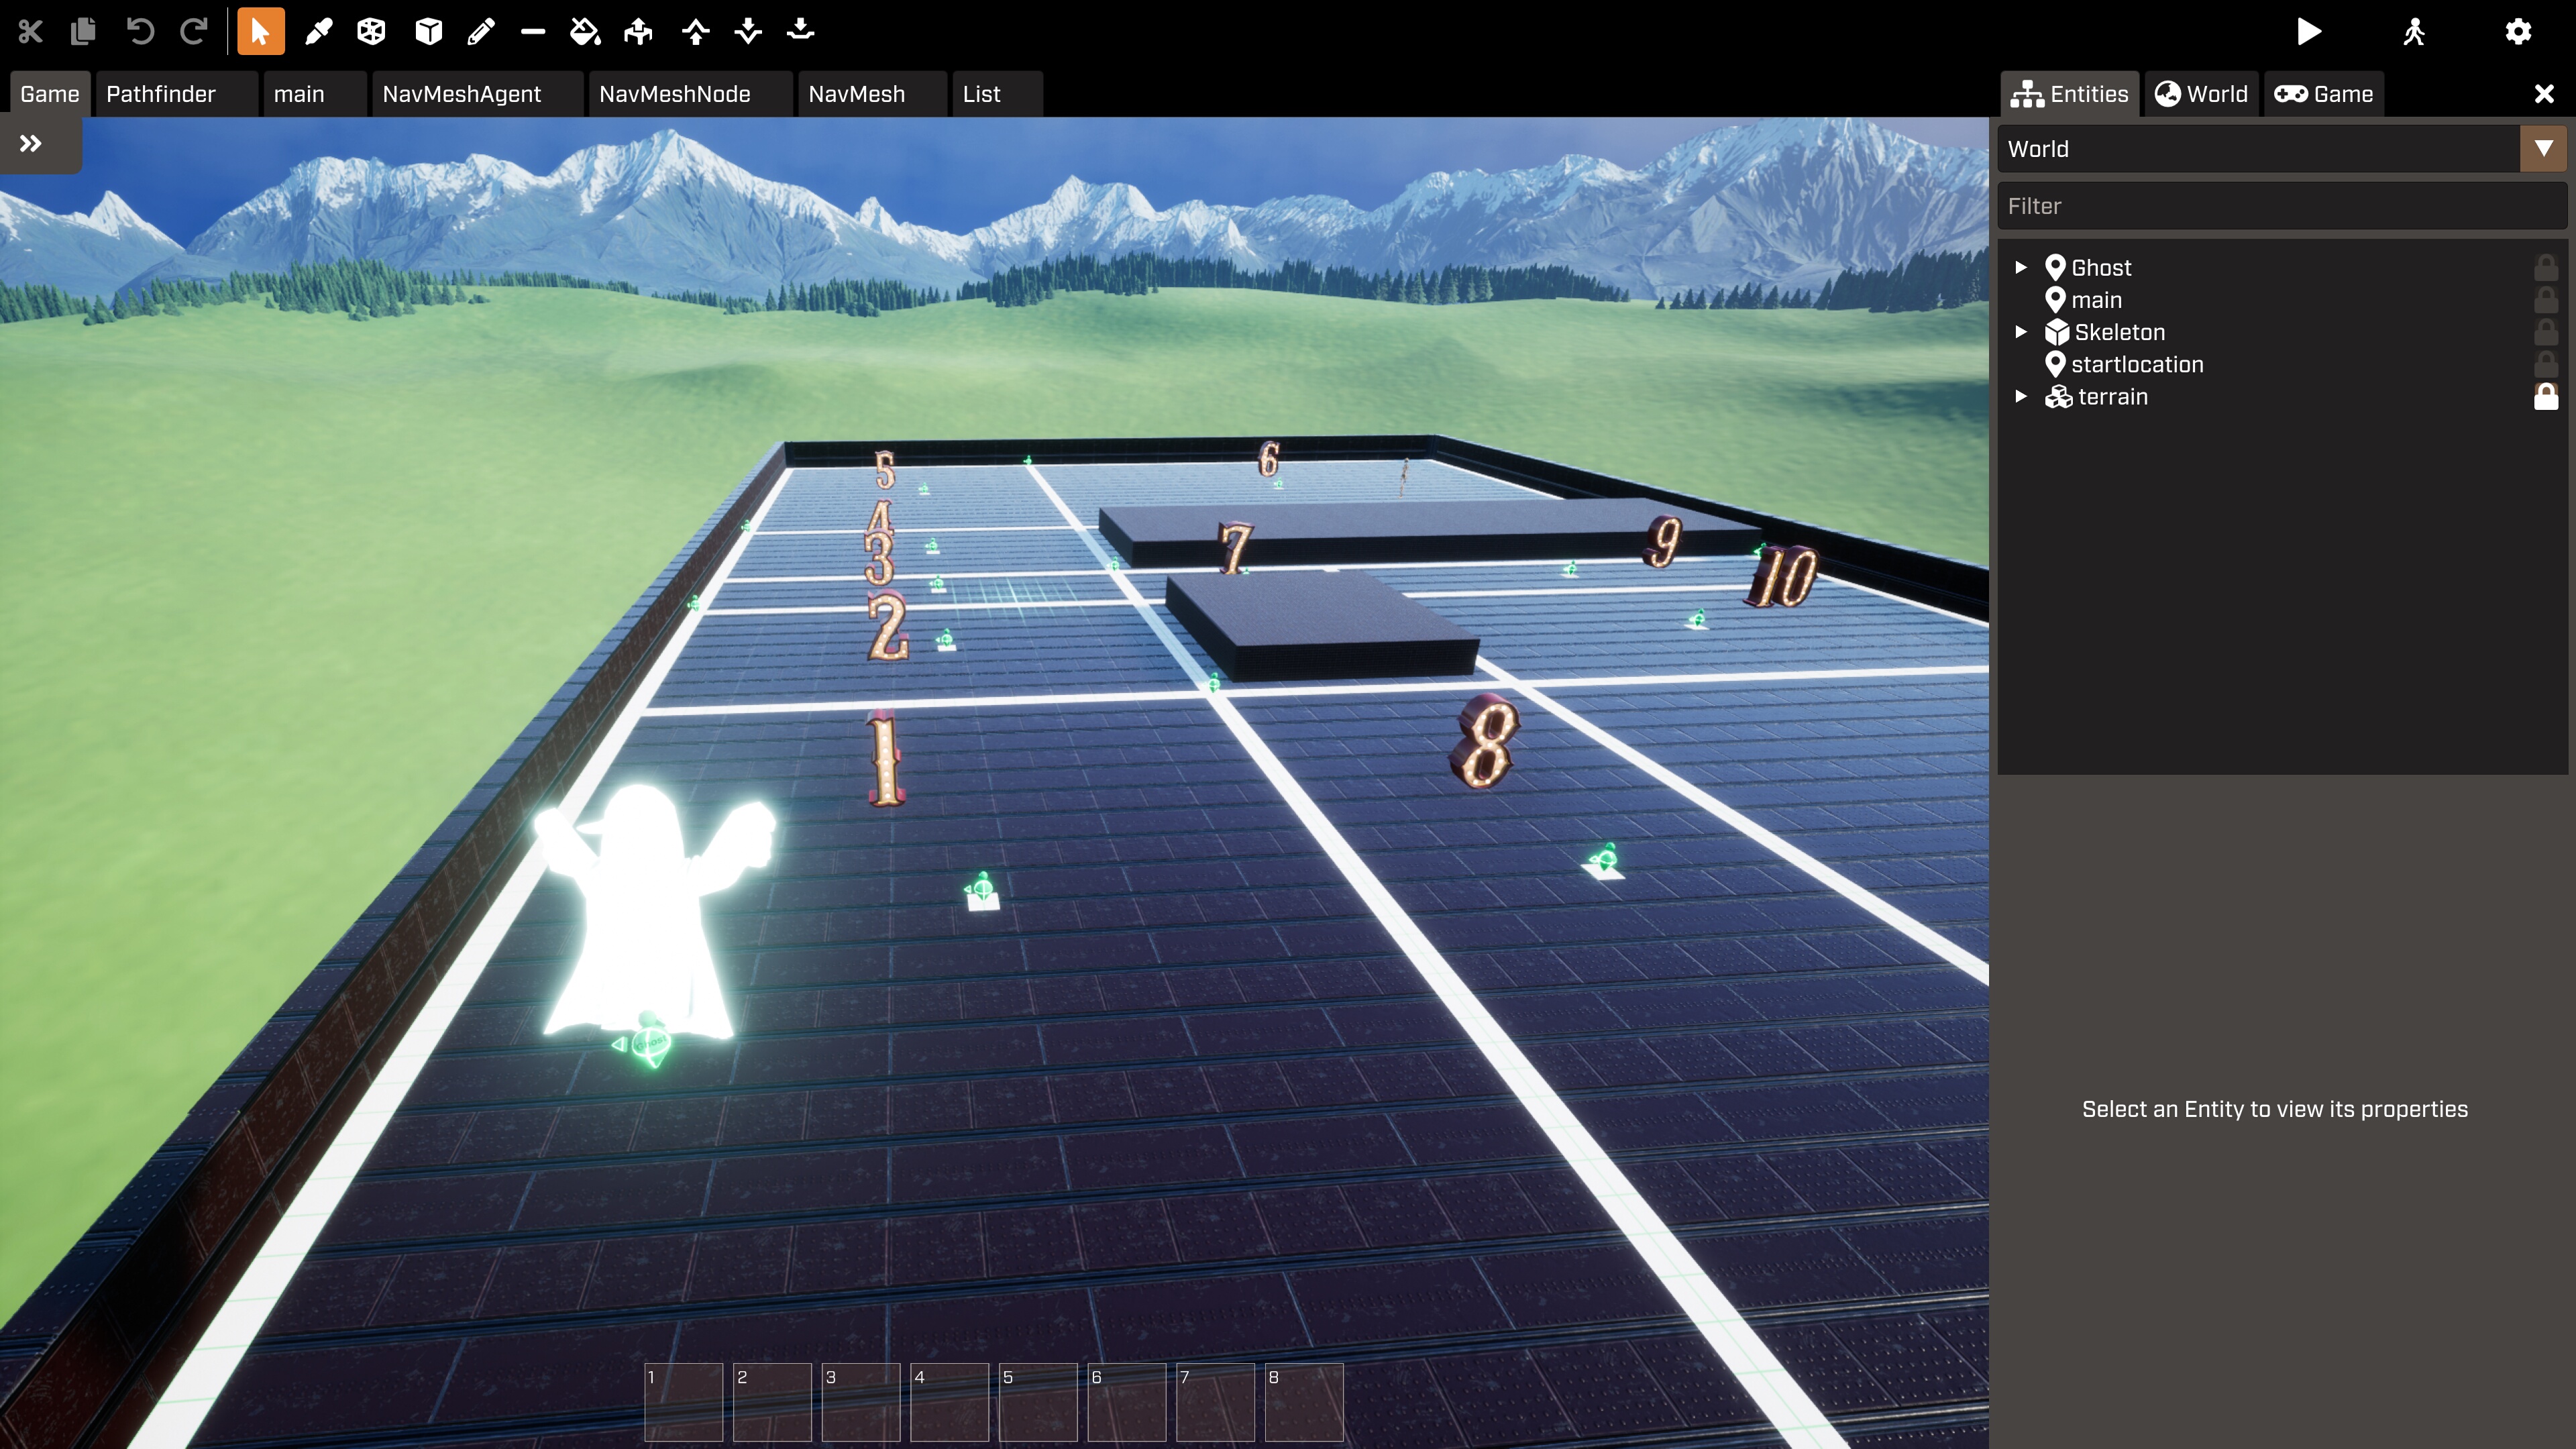 Game
Pathfinder
main
NavMeshAgent
NavMeshNode
NavMesh
List
Entities
World
Game
World
Filter
Ghost
main
Skeleton
startlocation
terrain
5
6
4
3
7
9
10
2
1
8
Ghost
Select an Entity to view its properties
1
2
3
4
5
6
7
8